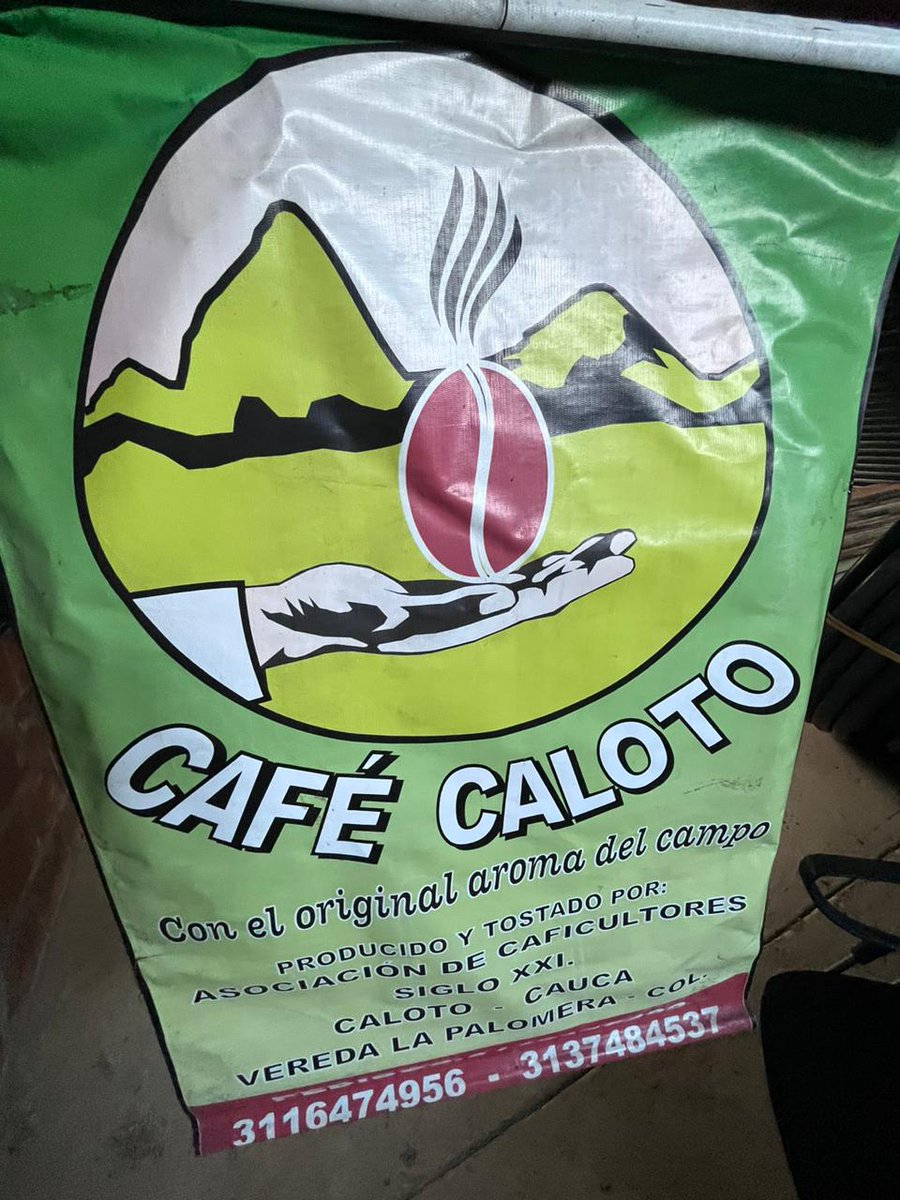 CAFÉ CALOTO
Con el original aroma del campo
PRODUCIDO Y TOSTADO POR:
ASOCIACIÓN DE CAFICULTORES
SIGLO XXI.
CALOTO - CAUCA
VEREDA LA PALOMERA - COL.
3116474956 - 3137484537